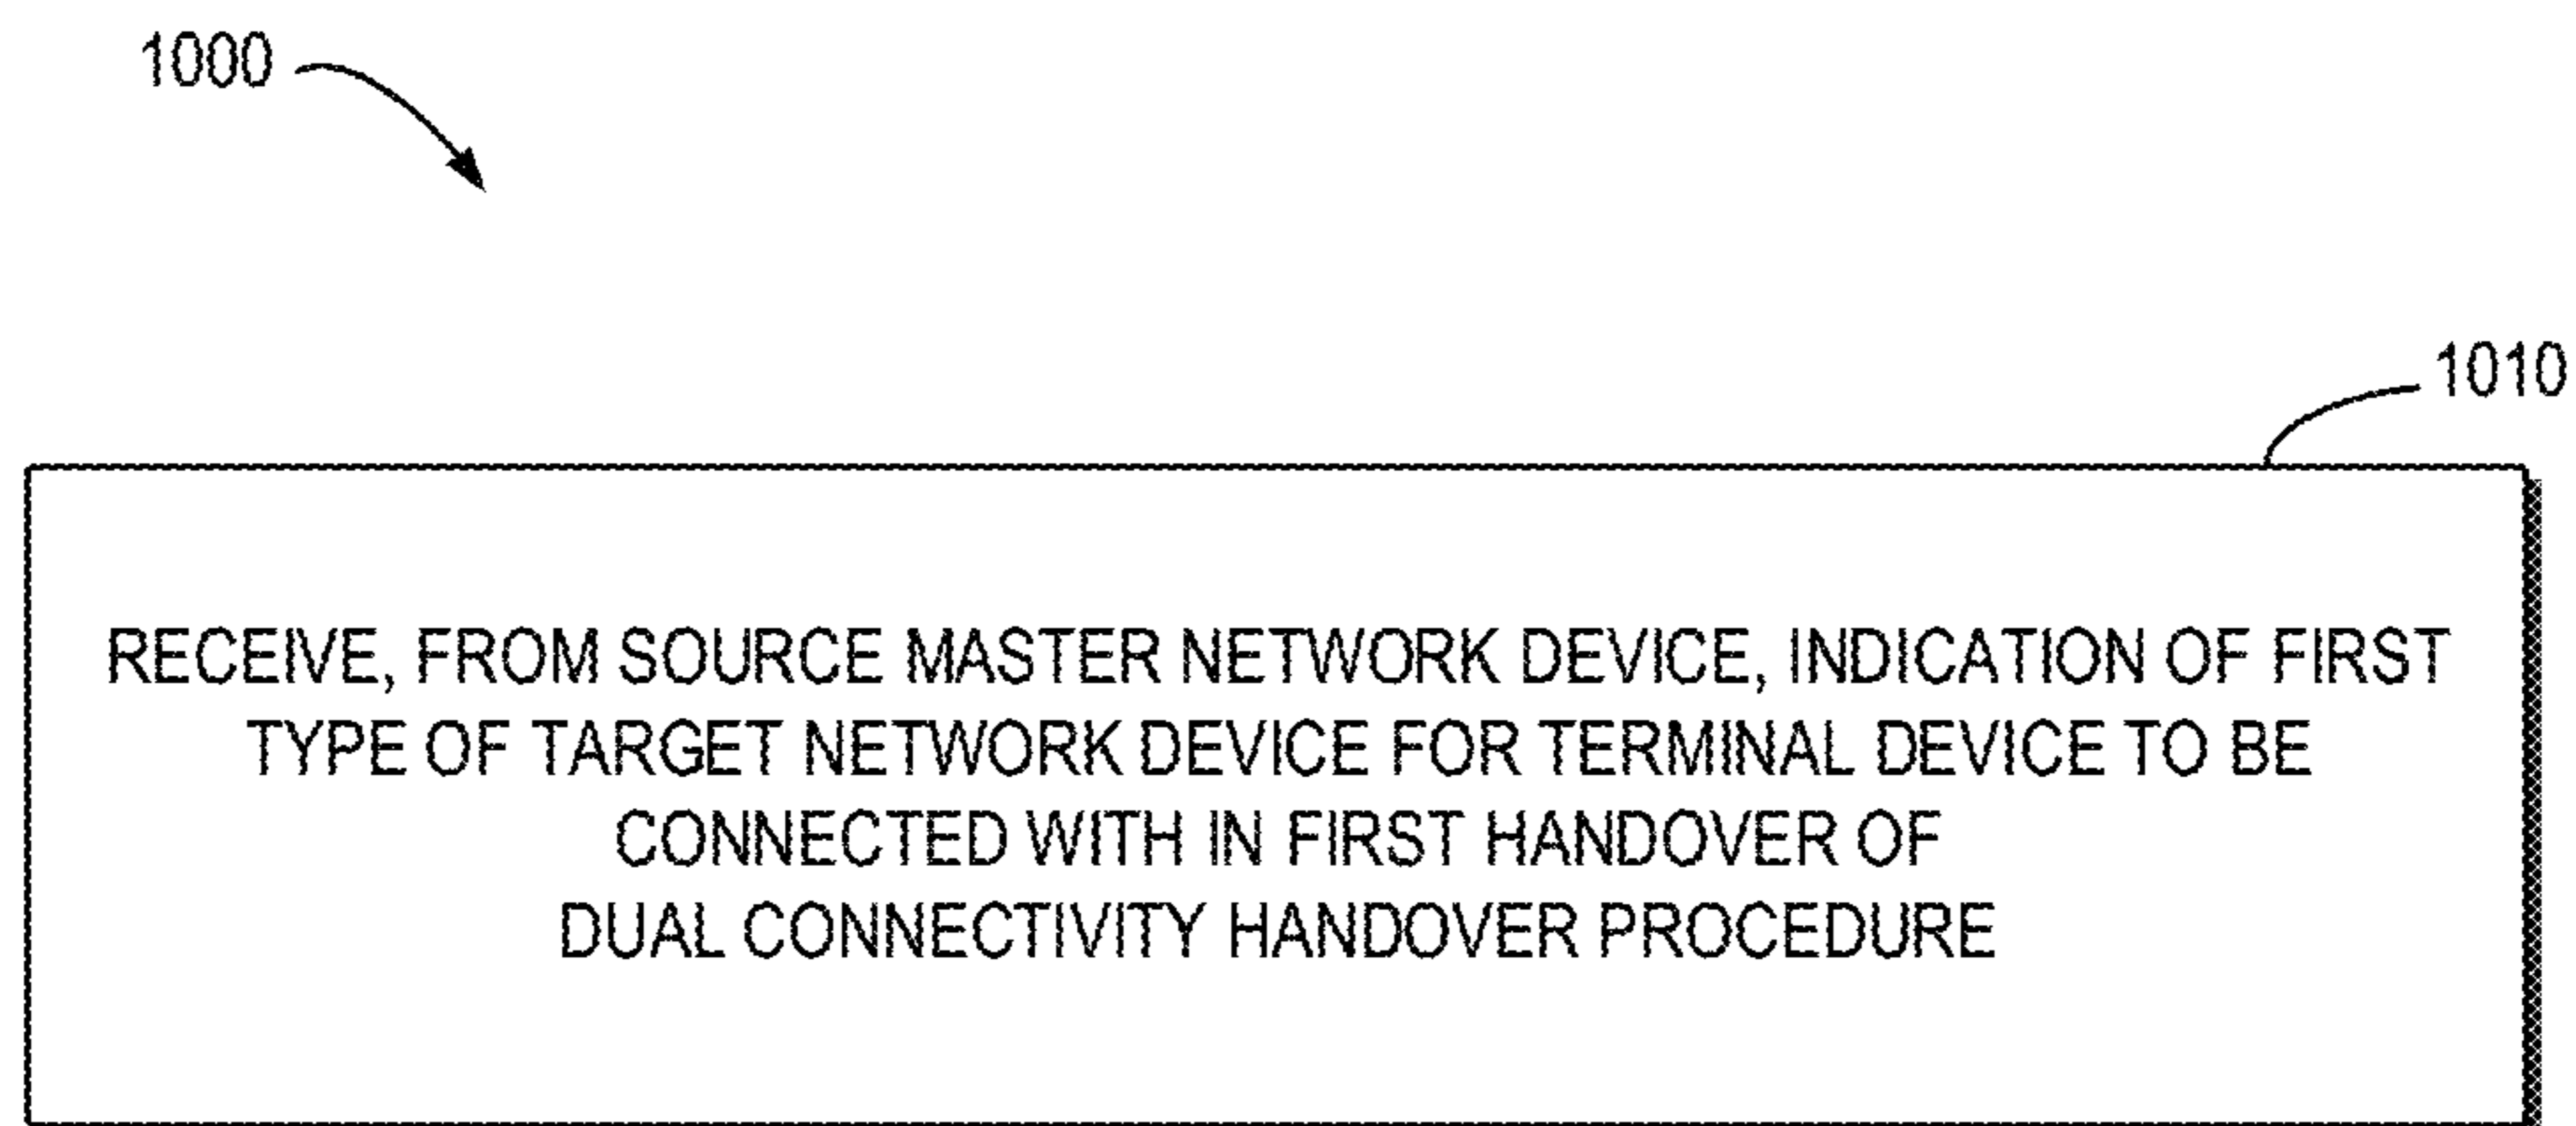 1000
1010
RECEIVE, FROM SOURCE MASTER NETWORK DEVICE, INDICATION OF FIRST
TYPE OF TARGET NETWORK DEVICE FOR TERMINAL DEVICE TO BE
CONNECTED WITH IN FIRST HANDOVER OF
DUAL CONNECTIVITY HANDOVER PROCEDURE